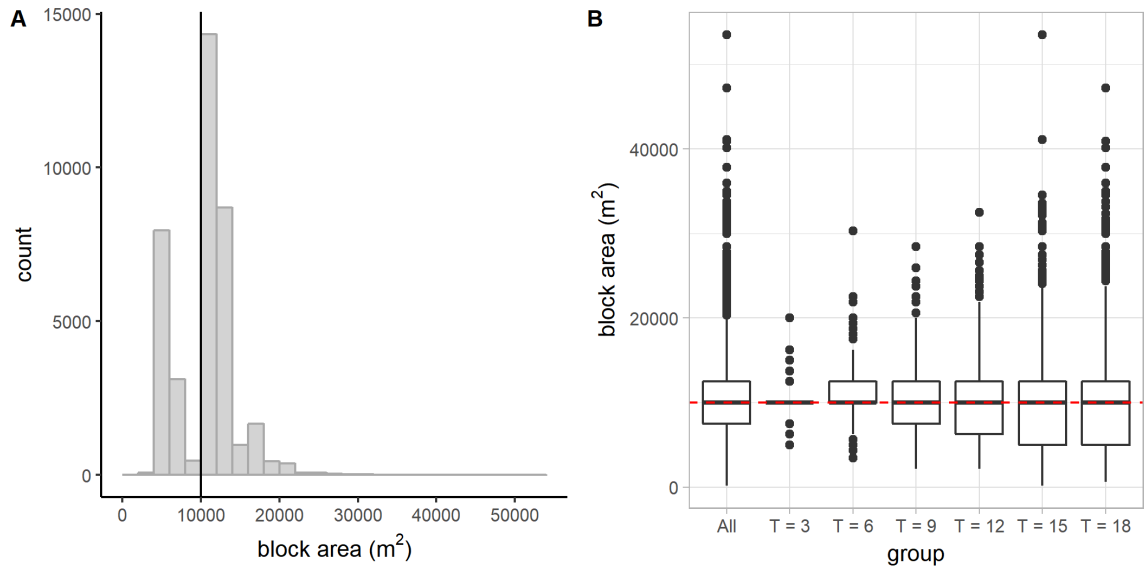 A
15000
10000
5000
0
count
0 10000 20000 30000 40000 50000
block area (m²)
B
40000
20000
0
block area (m²)
All T = 3 T = 6 T = 9 T = 12 T = 15 T = 18
group